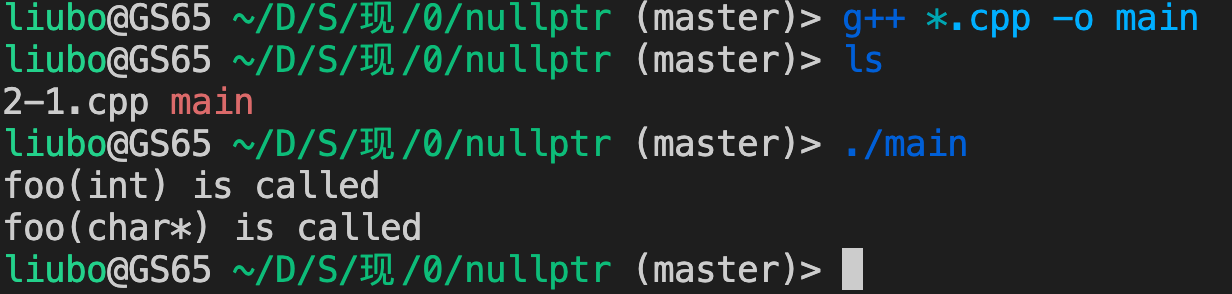 liubo@GS65 ~/D/S/现/0/nullptr (master)> g++ *.cpp -o main
liubo@GS65 ~/D/S/现/0/nullptr (master)> ls
2-1.cpp main
liubo@GS65 ~/D/S/现/0/nullptr (master)> ./main
foo(int) is called
foo(char*) is called
liubo@GS65 ~/D/S/现/0/nullptr (master)>